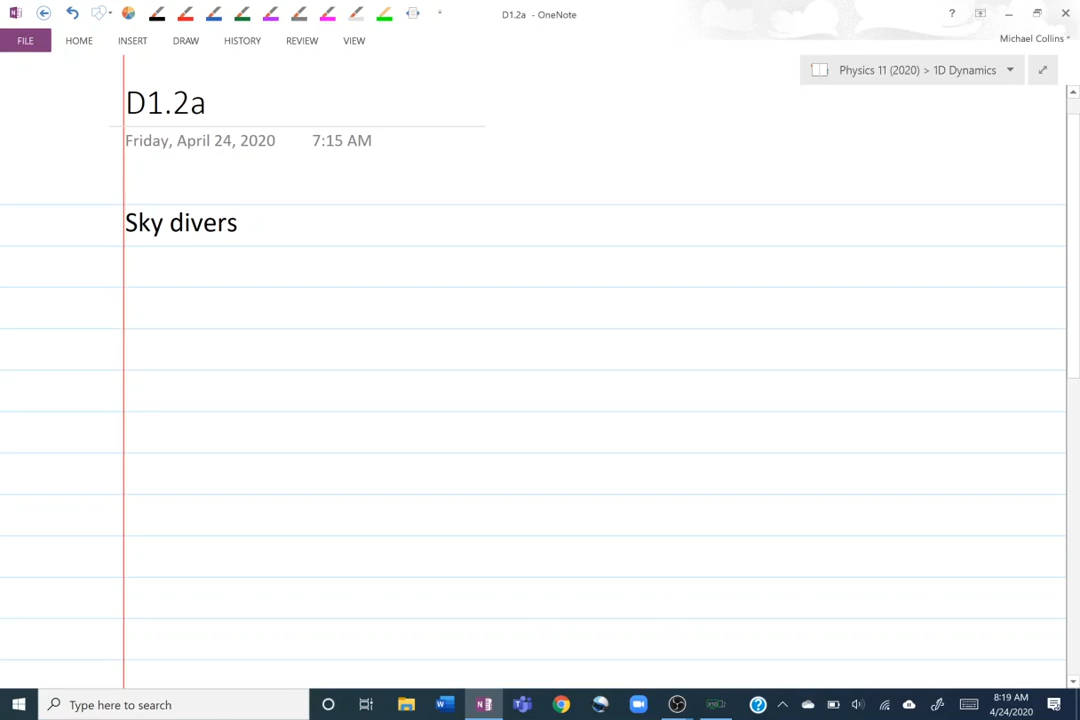 D1.2a - OneNote
?
FILE HOME INSERT DRAW HISTORY REVIEW VIEW
Michael Collins
Physics 11 (2020) > 1D Dynamics
D1.2a
Friday, April 24, 2020 7:15 AM
Sky divers
Type here to search
8:19 AM
4/24/2020